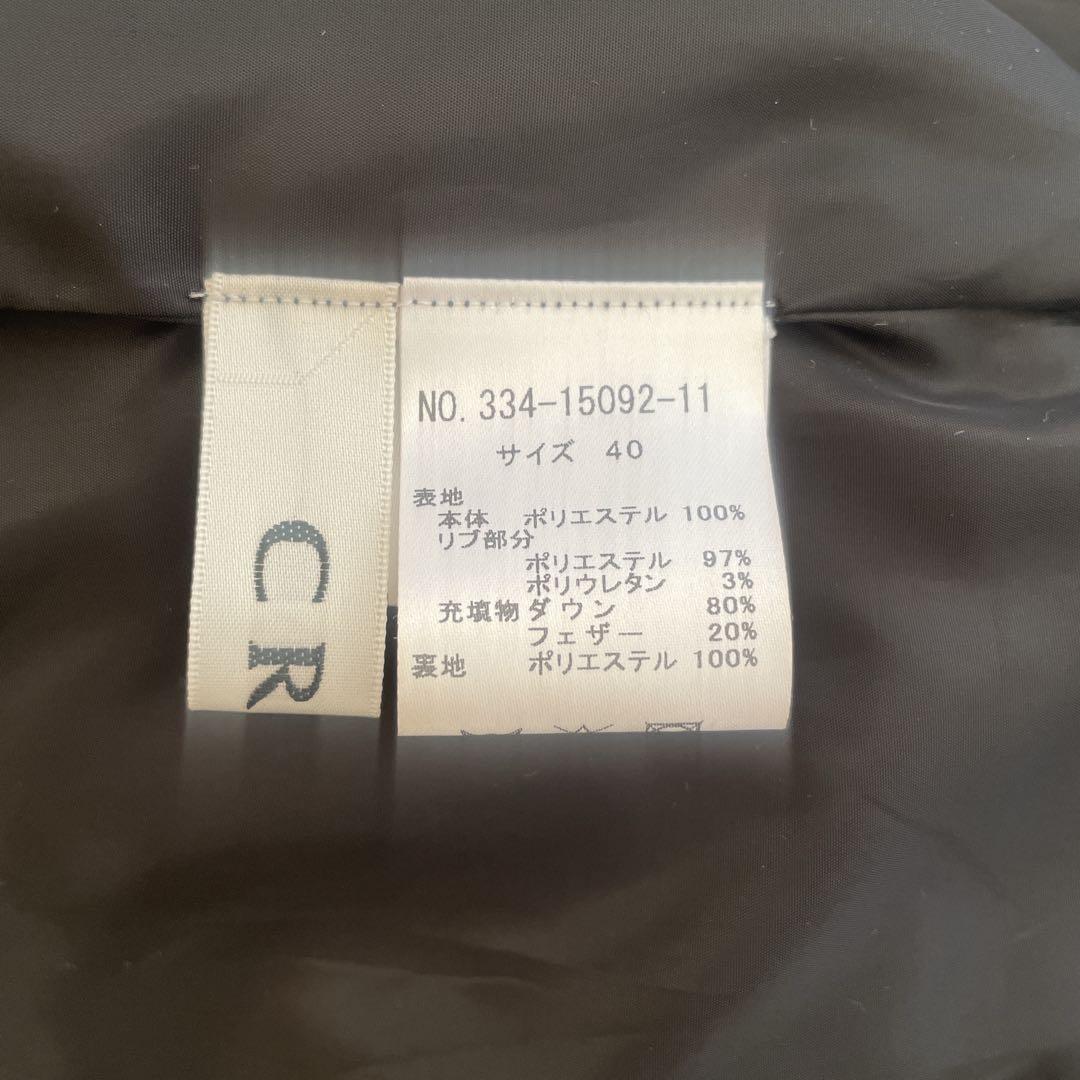 CR
NO. 334-15092-11
サイズ 40
表地
本体 ポリエステル 100%
リブ部分
ポリエステル 97%
ポリウレタン 3%
充填物 ダウン 80%
フェザー 20%
裏地 ポリエステル 100%